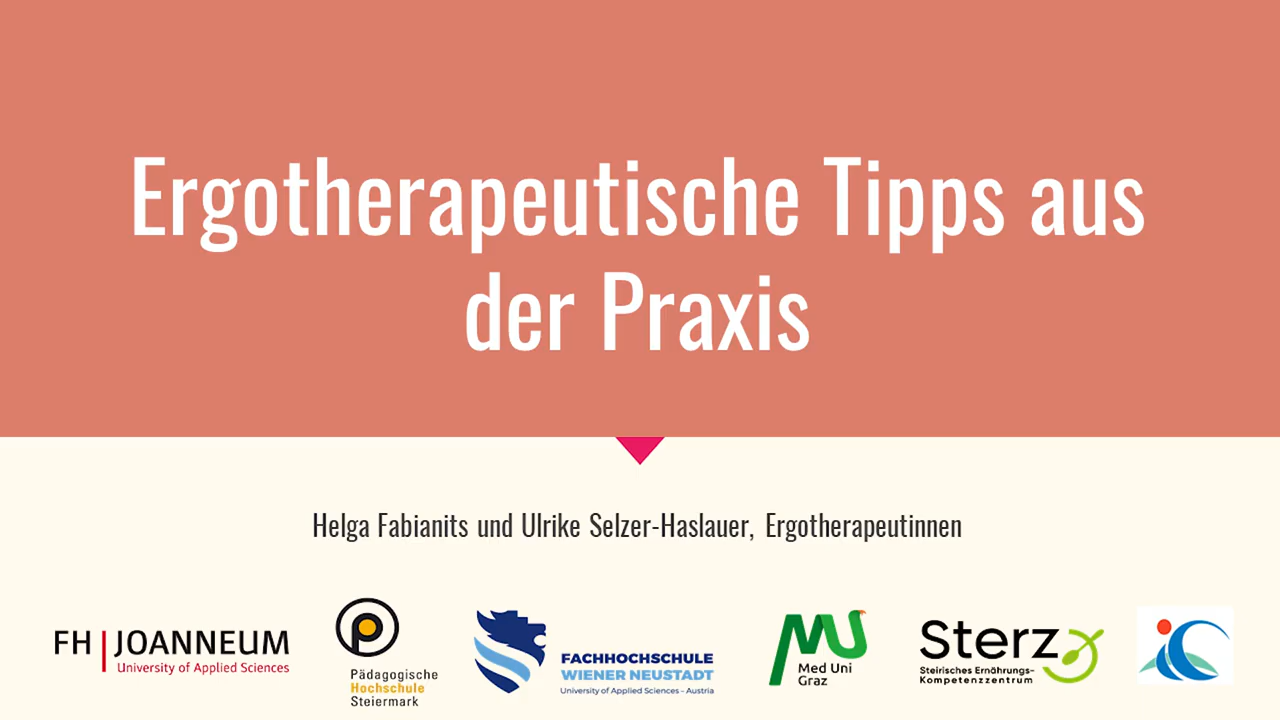 Ergotherapeutische Tipps aus
der Praxis
Helga Fabianits und Ulrike Selzer-Haslauer, Ergotherapeutinnen
FH JOANNEUM
University of Applied Sciences
Pädagogische
Hochschule
Steiermark
FACHHOCHSCHULE
WIENER NEUSTADT
University of Applied Sciences - Austria
MU
Med Uni
Graz
Sterz
Steirisches Ernährungs-
Kompetenzzentrum